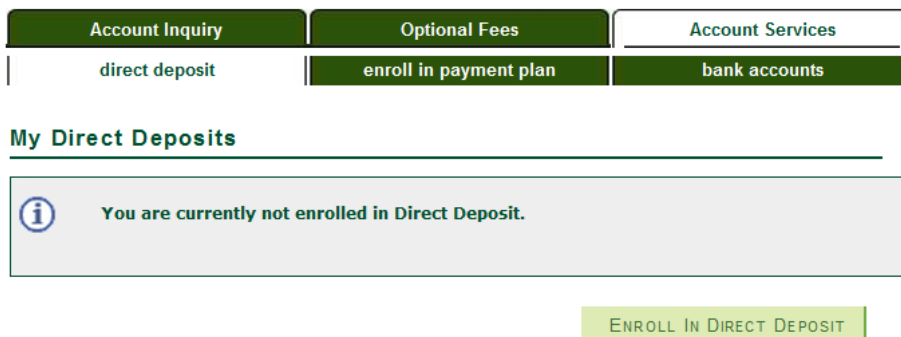 Account Inquiry Optional Fees Account Services
direct deposit enroll in payment plan bank accounts
My Direct Deposits
You are currently not enrolled in Direct Deposit.
ENROLL IN DIRECT DEPOSIT